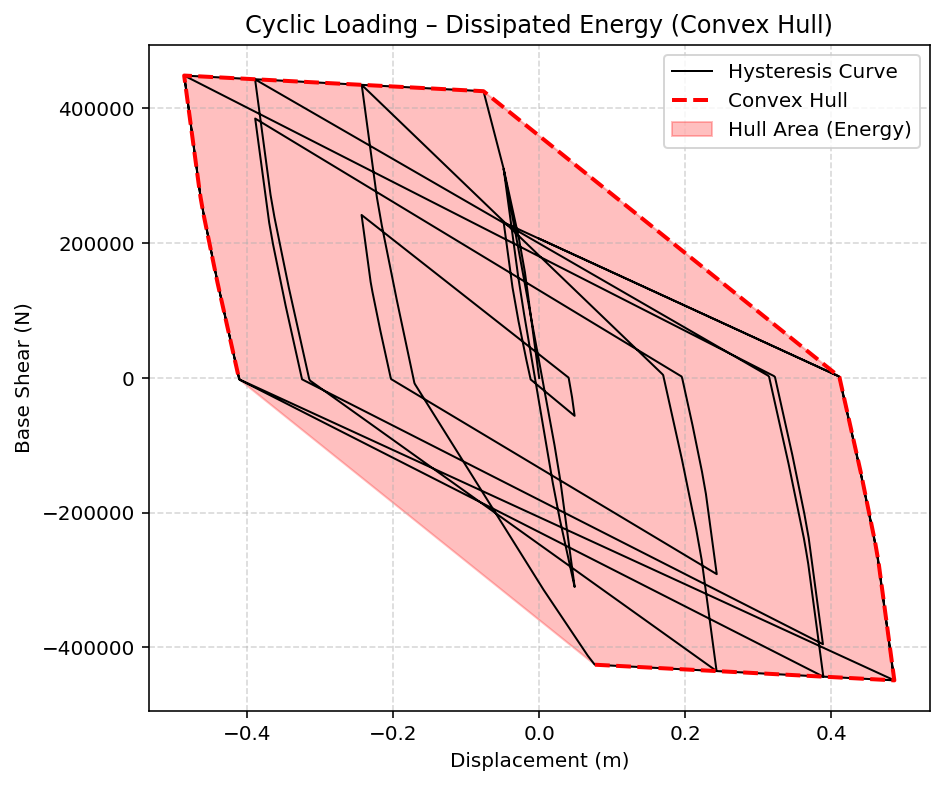 Cyclic Loading – Dissipated Energy (Convex Hull)
Hysteresis Curve
Convex Hull
Hull Area (Energy)
Base Shear (N)
400000
200000
0
−200000
−400000
−0.4
−0.2
0.0
0.2
0.4
Displacement (m)